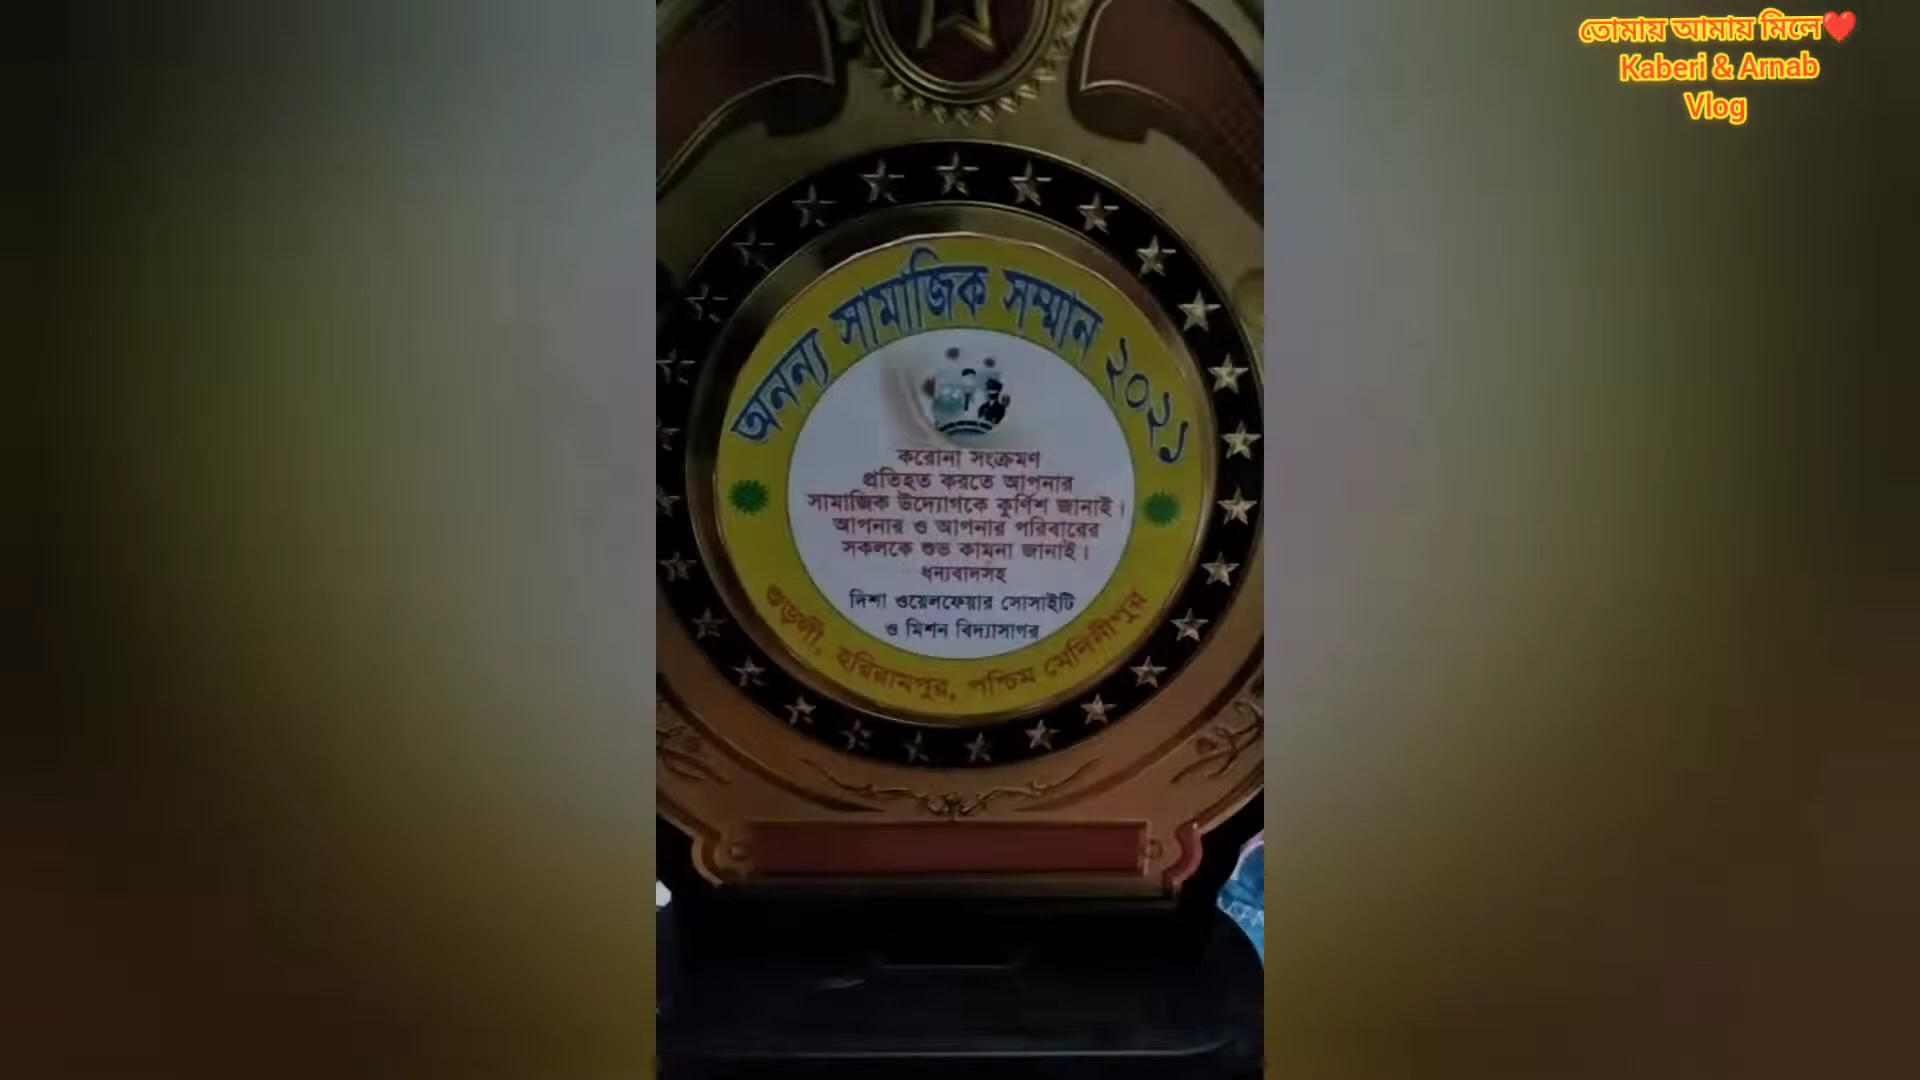 তোমায় আমায় মিলে❤️
Kaberi & Arnab
Vlog
অনন্য সামাজিক সম্মান ২০২১
করোনা সংক্রমণ
প্রতিহত করতে আপনার
সামাজিক উদ্যোগকে কুর্ণিশ জানাই।
আপনার ও আপনার পরিবারের
সকলকে শুভ কামনা জানাই।
ধন্যবাদসহ
দিশা ওয়েলফেয়ার সোসাইটি
ও মিশন বিদ্যাসাগর
হরিরামপুর, পশ্চিম মেদিনীপুর